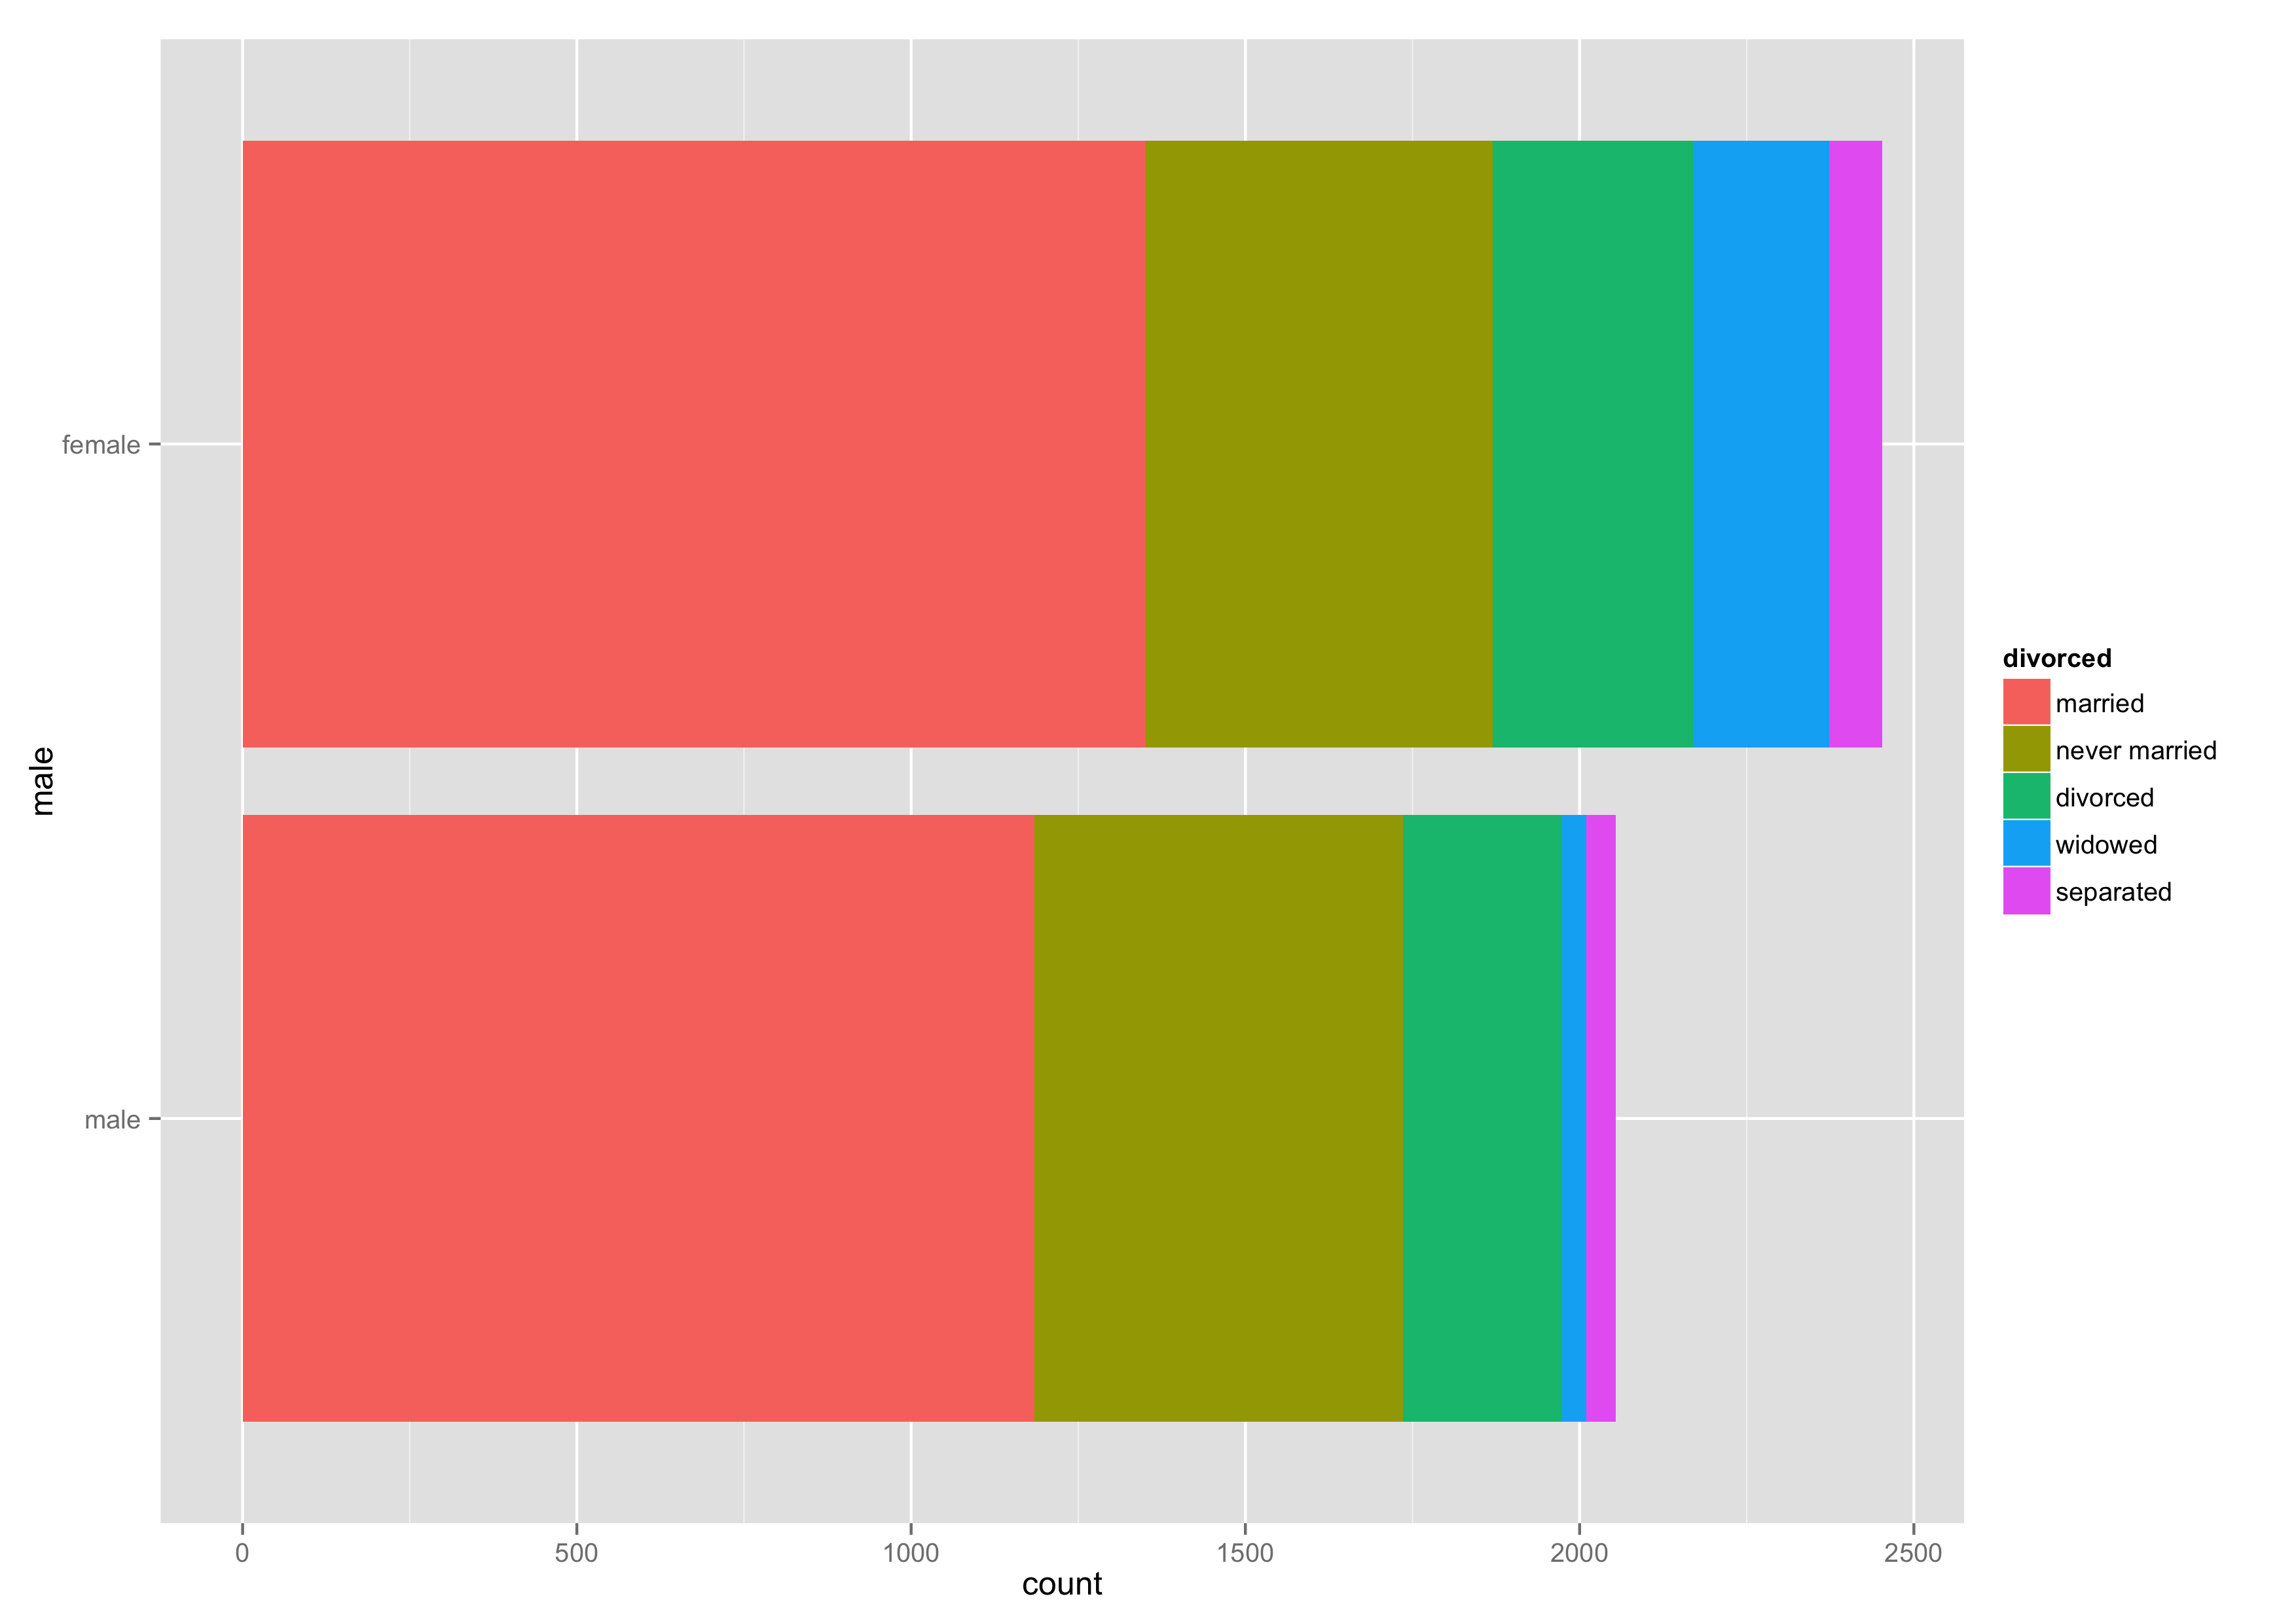 female
male
male
0 500 1000 1500 2000 2500
count
divorced
married
never married
divorced
widowed
separated